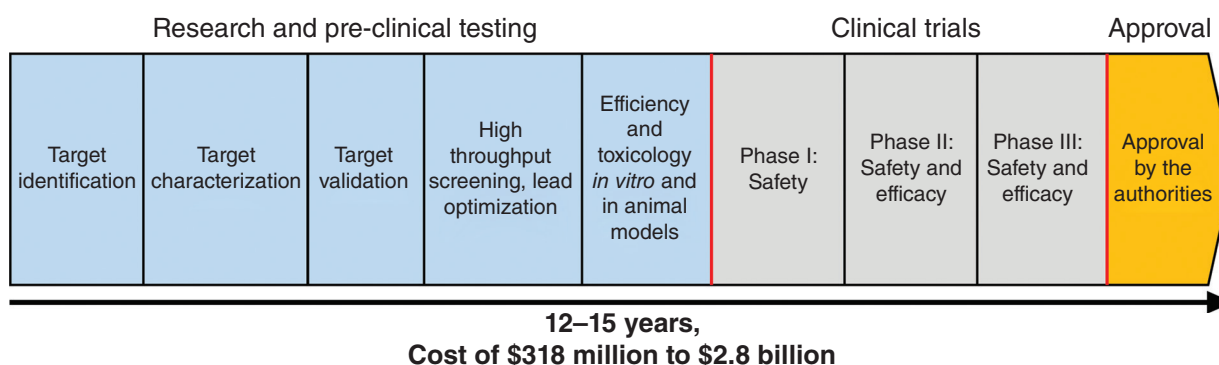 Research and pre-clinical testing
Clinical trials
Approval
Target
identification
Target
characterization
Target
validation
High
throughput
screening, lead
optimization
Efficiency
and
toxicology
in vitro and
in animal
models
Phase I:
Safety
Phase II:
Safety and
efficacy
Phase III:
Safety and
efficacy
Approval
by the
authorities
12–15 years,
Cost of $318 million to $2.8 billion